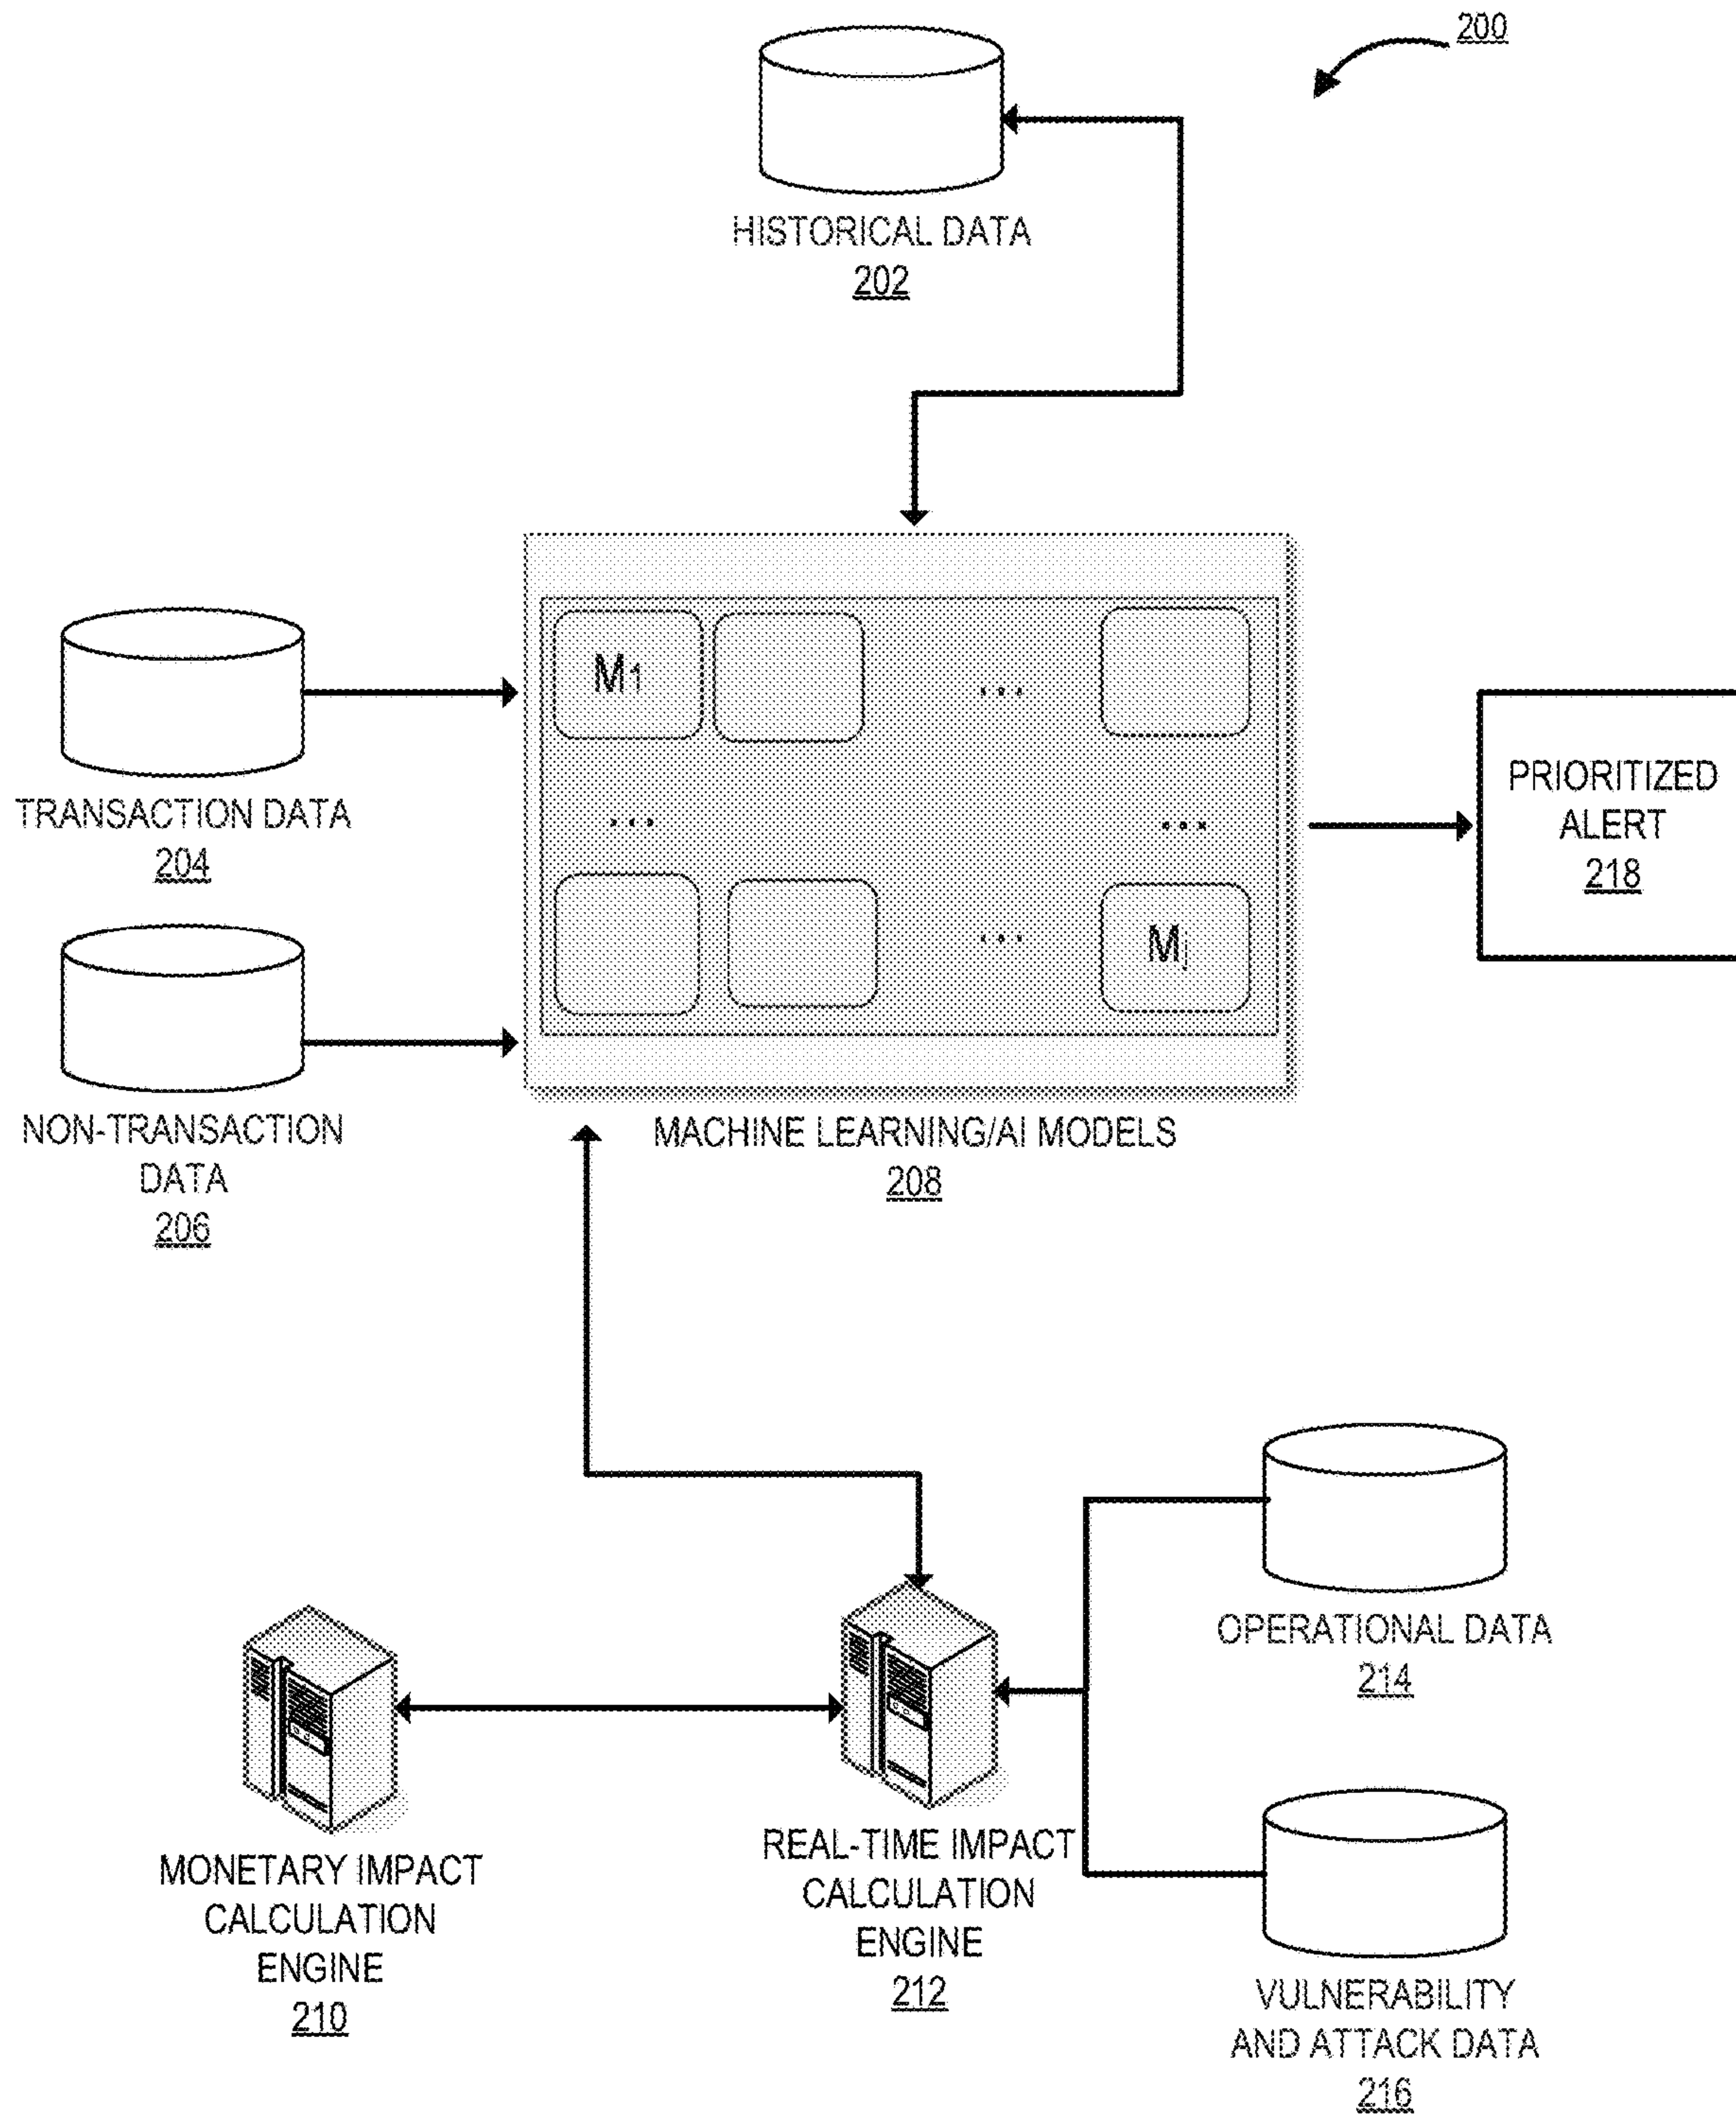 200
HISTORICAL DATA
202
M1
...
...
...
TRANSACTION DATA
204
PRIORITIZED
ALERT
218
...
Mj
NON-TRANSACTION
DATA
206
MACHINE LEARNING/AI MODELS
208
OPERATIONAL DATA
214
MONETARY IMPACT
CALCULATION
ENGINE
210
REAL-TIME IMPACT
CALCULATION
ENGINE
212
VULNERABILITY
AND ATTACK DATA
216